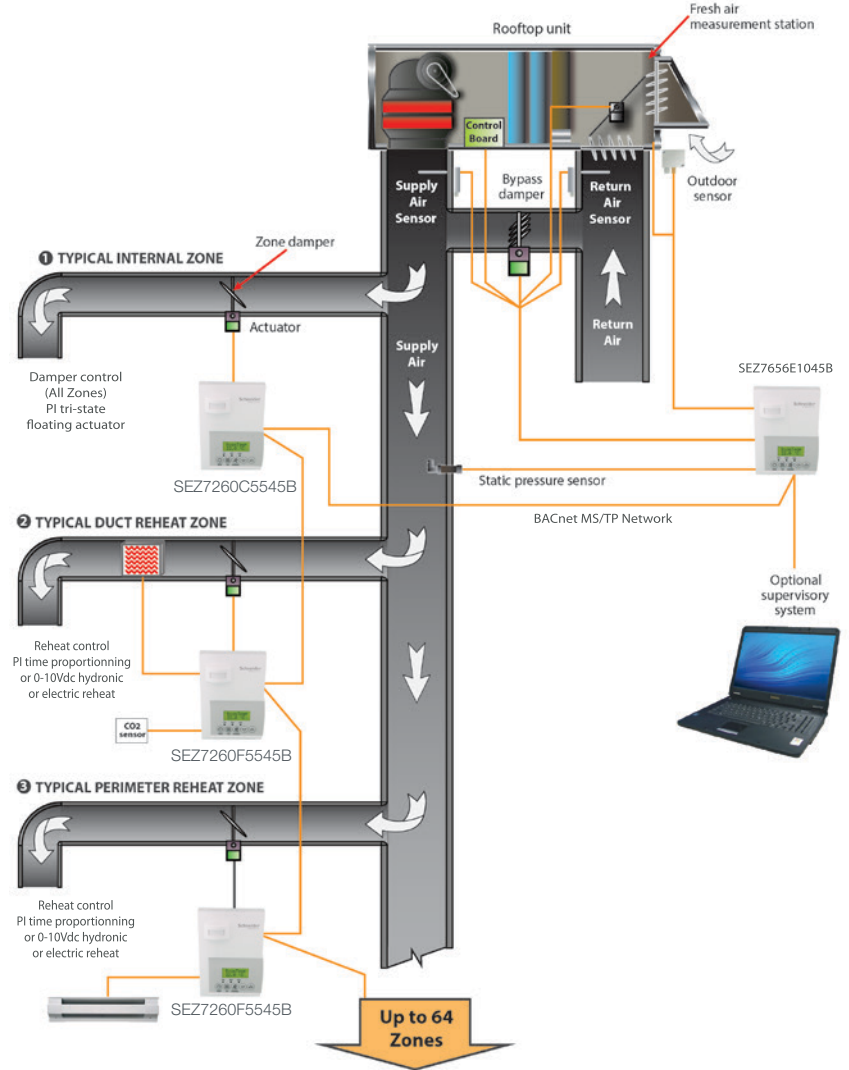 Fresh air
measurement station
Rooftop unit
Control
Board
Supply
Air
Sensor
Bypass
damper
Return
Air
Sensor
Outdoor
sensor
❶ TYPICAL INTERNAL ZONE
Zone damper
Actuator
Supply
Air
Return
Air
Damper control
(All Zones)
PI tri-state
floating actuator
SEZ7260C5545B
SEZ7656E1045B
Static pressure sensor
BACnet MS/TP Network
❷ TYPICAL DUCT REHEAT ZONE
Reheat control
PI time proportionning
or 0-10Vdc hydronic
or electric reheat
CO2
sensor
SEZ7260F5545B
Optional
supervisory
system
❸ TYPICAL PERIMETER REHEAT ZONE
Reheat control
PI time proportionning
or 0-10Vdc hydronic
or electric reheat
SEZ7260F5545B
Up to 64
Zones